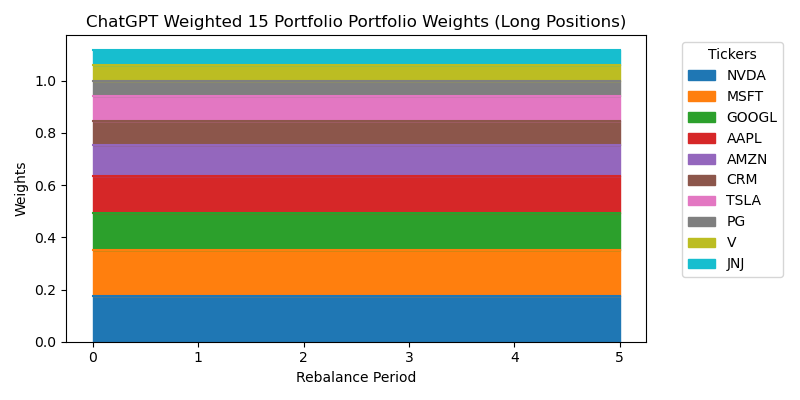 ChatGPT Weighted 15 Portfolio Portfolio Weights (Long Positions)
Weights
1.0
0.8
0.6
0.4
0.2
0.0
0 1 2 3 4 5
Rebalance Period
Tickers
NVDA
MSFT
GOOGL
AAPL
AMZN
CRM
TSLA
PG
V
JNJ